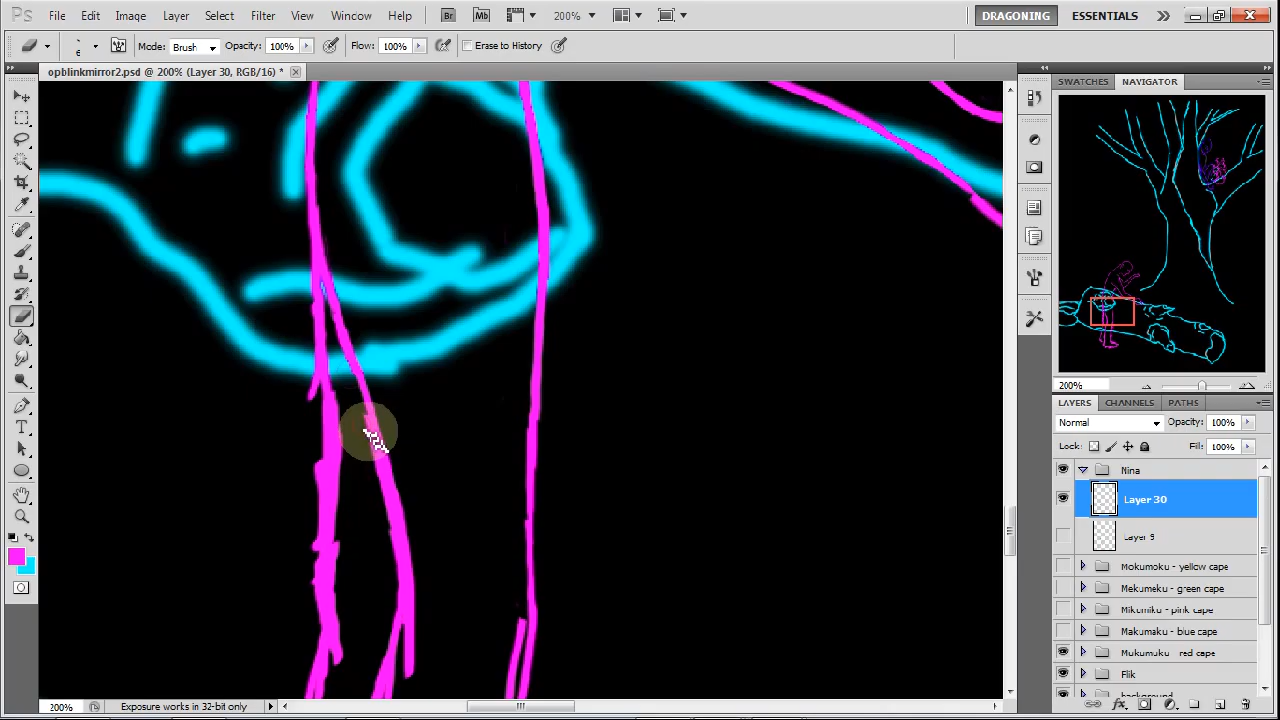 Ps File Edit Image Layer Select Filter View Window Help Br Mb 200% DRAGONING ESSENTIALS
6 Mode: Brush Opacity: 100% Flow: 100% Erase to History
opblinkmirror2.psd @ 200% (Layer 30, RGB/16) *
SWATCHES NAVIGATOR
200%
LAYERS CHANNELS PATHS
Normal Opacity: 100%
Lock: Fill: 100%
Nina
Layer 30
Layer 9
Mokumoku - yellow cape
Mekumeku - green cape
Mikumiku - pink cape
Makumaku - blue cape
Mukumuku - red cape
Flik
background
200% Exposure works in 32-bit only